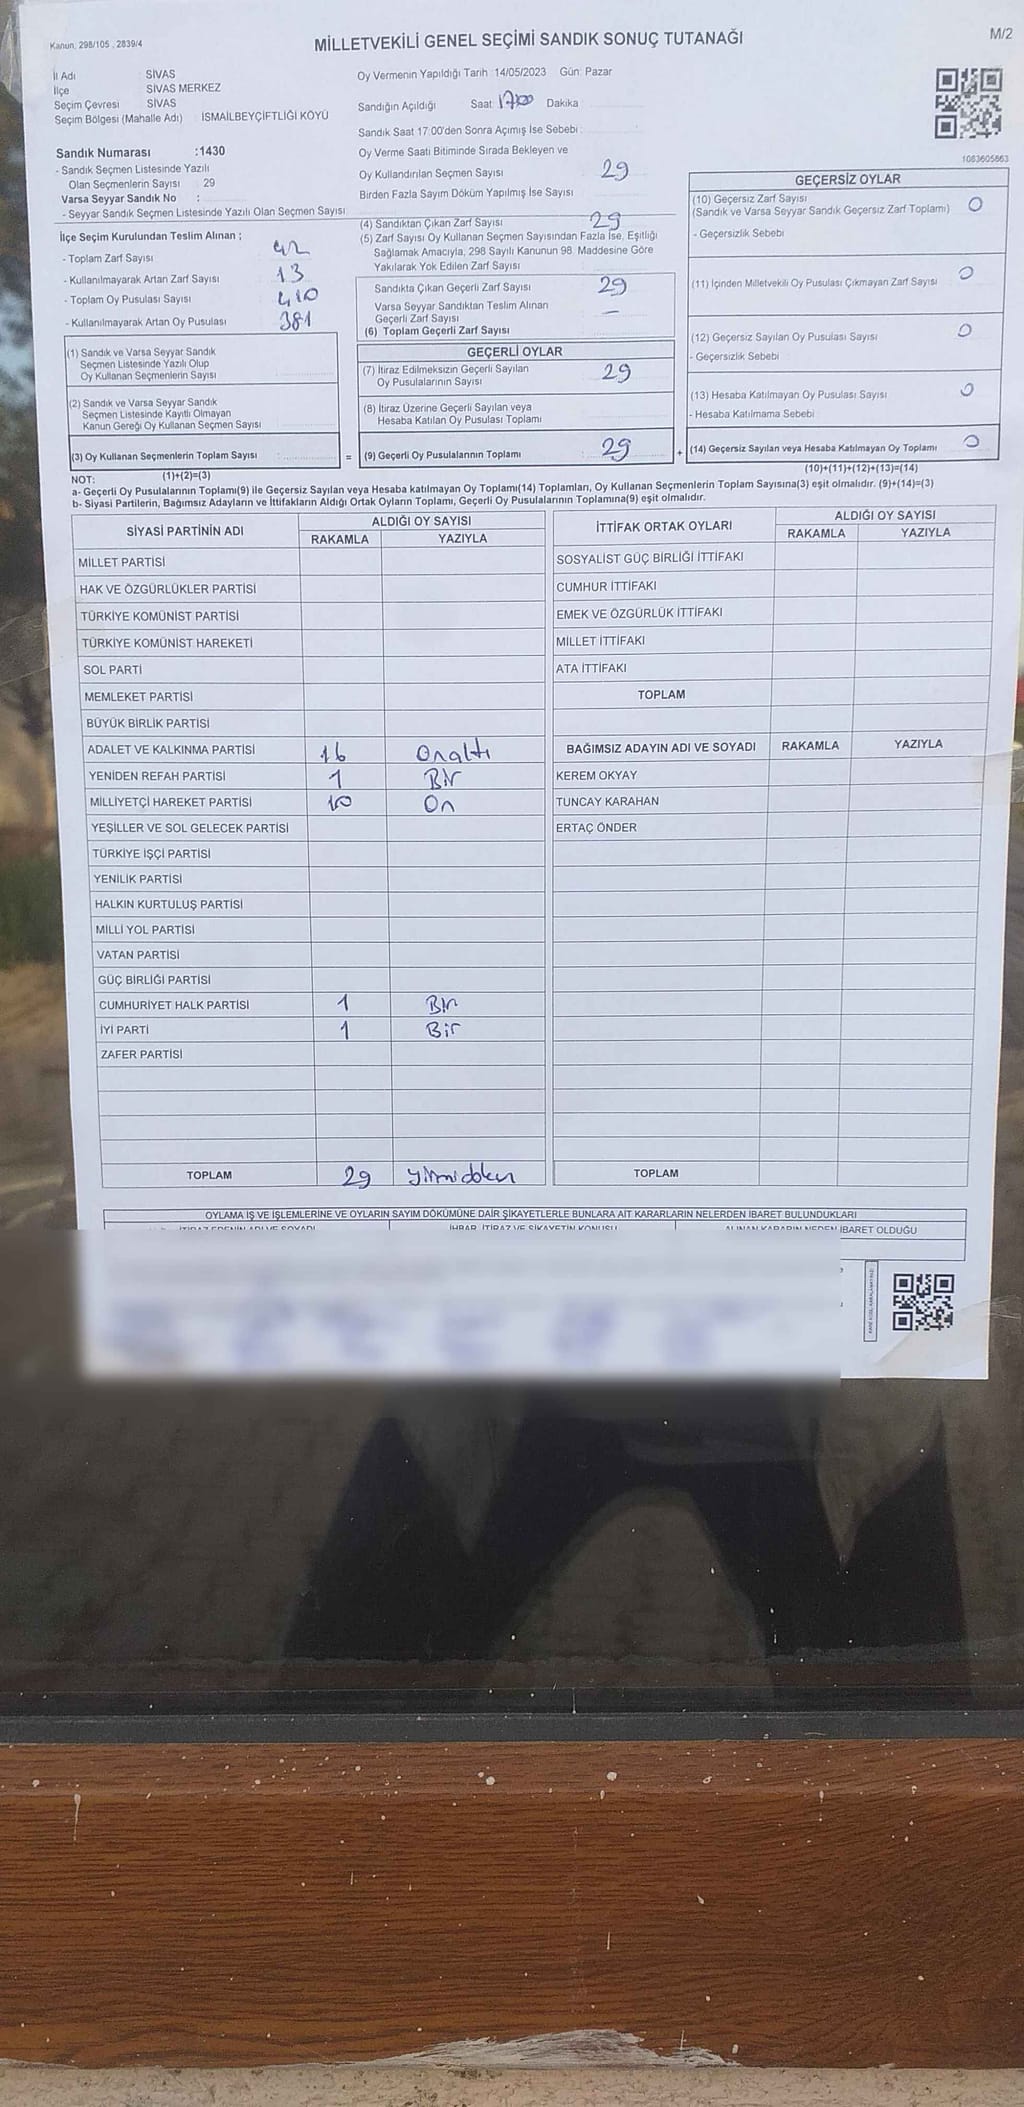 Kanun: 298/105 , 2839/4
MİLLETVEKİLİ GENEL SEÇİMİ SANDIK SONUÇ TUTANAĞI
M/2
İl Adı SİVAS
İlçe SİVAS MERKEZ
Seçim Çevresi SİVAS
Seçim Bölgesi (Mahalle Adı) : İSMAİLBEYÇİFTLİĞİ KÖYÜ
Sandık Numarası :1430
- Sandık Seçmen Listesinde Yazılı
Olan Seçmenlerin Sayısı : 29
Varsa Seyyar Sandık No :
- Seyyar Sandık Seçmen Listesinde Yazılı Olan Seçmen Sayısı
İlçe Seçim Kurulundan Teslim Alınan ;
- Toplam Zarf Sayısı 42
- Kullanılmayarak Artan Zarf Sayısı 13
- Toplam Oy Pusulası Sayısı 410
- Kullanılmayarak Artan Oy Pusulası 381
(1) Sandık ve Varsa Seyyar Sandık
Seçmen Listesinde Yazılı Olup
Oy Kullanan Seçmenlerin Sayısı
(2) Sandık ve Varsa Seyyar Sandık
Seçmen Listesinde Kayıtlı Olmayan
Kanun Gereği Oy Kullanan Seçmen Sayısı
(3) Oy Kullanan Seçmenlerin Toplam Sayısı =
(1)+(2)=(3)
Oy Vermenin Yapıldığı Tarih :14/05/2023 Gün: Pazar
Sandığın Açıldığı Saat 1700 Dakika
Sandık Saat 17:00'den Sonra Açımış İse Sebebi :
Oy Verme Saati Bitiminde Sırada Bekleyen ve
Oy Kullandırılan Seçmen Sayısı 29
Birden Fazla Sayım Döküm Yapılmış İse Sayısı
(4) Sandıktan Çıkan Zarf Sayısı 29
(5) Zarf Sayısı Oy Kullanan Seçmen Sayısından Fazla İse, Eşitliği
Sağlamak Amacıyla, 298 Sayılı Kanunun 98. Maddesine Göre
Yakılarak Yok Edilen Zarf Sayısı
Sandıkta Çıkan Geçerli Zarf Sayısı 29
Varsa Seyyar Sandıktan Teslim Alınan
Geçerli Zarf Sayısı –
(6) Toplam Geçerli Zarf Sayısı
GEÇERLİ OYLAR
(7) İtiraz Edilmeksizin Geçerli Sayılan
Oy Pusulalarının Sayısı 29
(8) İtiraz Üzerine Geçerli Sayılan veya
Hesaba Katılan Oy Pusulası Toplamı
(9) Geçerli Oy Pusulalarının Toplamı 29 +
1083605863
GEÇERSİZ OYLAR
(10) Geçersiz Zarf Sayısı
(Sandık ve Varsa Seyyar Sandık Geçersiz Zarf Toplamı) 0
- Geçersizlik Sebebi
(11) İçinden Milletvekili Oy Pusulası Çıkmayan Zarf Sayısı 0
(12) Geçersiz Sayılan Oy Pusulası Sayısı 0
- Geçersizlik Sebebi
(13) Hesaba Katılmayan Oy Pusulası Sayısı 0
- Hesaba Katılmama Sebebi
(14) Geçersiz Sayılan veya Hesaba Katılmayan Oy Toplamı 0
(10)+(11)+(12)+(13)=(14)
NOT:
a- Geçerli Oy Pusulalarının Toplamı(9) ile Geçersiz Sayılan veya Hesaba katılmayan Oy Toplamı(14) Toplamları, Oy Kullanan Seçmenlerin Toplam Sayısına(3) eşit olmalıdır. (9)+(14)=(3)
b- Siyasi Partilerin, Bağımsız Adayların ve İttifakların Aldığı Ortak Oyların Toplamı, Geçerli Oy Pusulalarının Toplamına(9) eşit olmalıdır.
SİYASİ PARTİNİN ADI ALDIĞI OY SAYISI
RAKAMLA YAZIYLA
MİLLET PARTİSİ
HAK VE ÖZGÜRLÜKLER PARTİSİ
TÜRKİYE KOMÜNİST PARTİSİ
TÜRKİYE KOMÜNİST HAREKETİ
SOL PARTİ
MEMLEKET PARTİSİ
BÜYÜK BİRLİK PARTİSİ
ADALET VE KALKINMA PARTİSİ 16 Onaltı
YENİDEN REFAH PARTİSİ 1 Bir
MİLLİYETÇİ HAREKET PARTİSİ 10 On
YEŞİLLER VE SOL GELECEK PARTİSİ
TÜRKİYE İŞÇİ PARTİSİ
YENİLİK PARTİSİ
HALKIN KURTULUŞ PARTİSİ
MİLLİ YOL PARTİSİ
VATAN PARTİSİ
GÜÇ BİRLİĞİ PARTİSİ
CUMHURİYET HALK PARTİSİ 1 Bir
İYİ PARTİ 1 Bir
ZAFER PARTİSİ
TOPLAM 29 yirmidokuz
İTTİFAK ORTAK OYLARI ALDIĞI OY SAYISI
RAKAMLA YAZIYLA
SOSYALİST GÜÇ BİRLİĞİ İTTİFAKI
CUMHUR İTTİFAKI
EMEK VE ÖZGÜRLÜK İTTİFAKI
MİLLET İTTİFAKI
ATA İTTİFAKI
TOPLAM
BAĞIMSIZ ADAYIN ADI VE SOYADI RAKAMLA YAZIYLA
KEREM OKYAY
TUNCAY KARAHAN
ERTAÇ ÖNDER
TOPLAM
OYLAMA İŞ VE İŞLEMLERİNE VE OYLARIN SAYIM DÖKÜMÜNE DAİR ŞİKAYETLERLE BUNLARA AİT KARARLARIN NELERDEN İBARET BULUNDUKLARI
İTİRAZ EDENİN ADI VE SOYADI İHBAR, İTİRAZ VE ŞİKAYETİN KONUSU ALINAN KARARIN NEDEN İBARET OLDUĞU